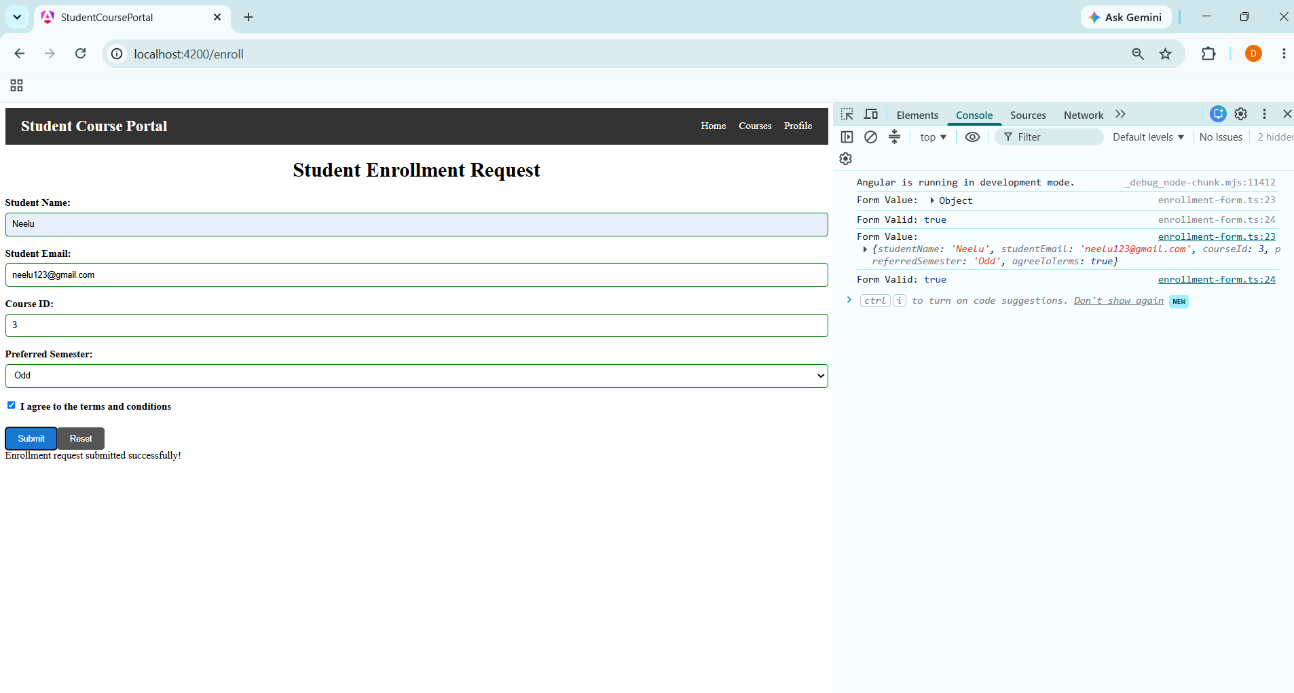 StudentCoursePortal
Ask Gemini
localhost:4200/enroll
D
Student Course Portal
Home Courses Profile
Student Enrollment Request
Student Name:
Neelu
Student Email:
neelu123@gmail.com
Course ID:
3
Preferred Semester:
Odd
I agree to the terms and conditions
Submit Reset
Enrollment request submitted successfully!
Elements Console Sources Network
top Filter Default levels No Issues 2 hidden
Angular is running in development mode. _debug_node-chunk.mjs:11412
Form Value: Object enrollment-form.ts:23
Form Valid: true enrollment-form.ts:24
Form Value: enrollment-form.ts:23
{studentName: 'Neelu', studentEmail: 'neelu123@gmail.com', courseId: 3, p
referredSemester: 'Odd', agreeToTerms: true}
Form Valid: true enrollment-form.ts:24
ctrl i to turn on code suggestions. Don't show again NEW